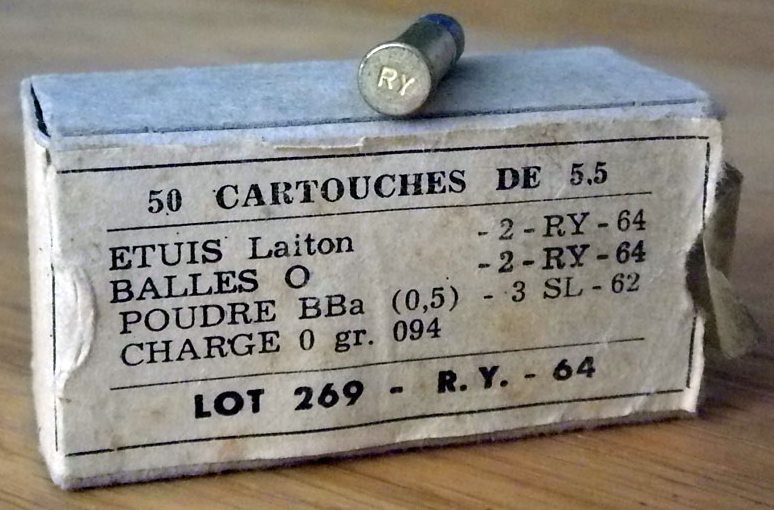 RY
50 CARTOUCHES DE 5,5
ETUIS Laiton - 2 - RY - 64
BALLES O - 2 - RY - 64
POUDRE BBa (0,5) - 3 SL - 62
CHARGE 0 gr. 094
LOT 269 - R.Y. - 64